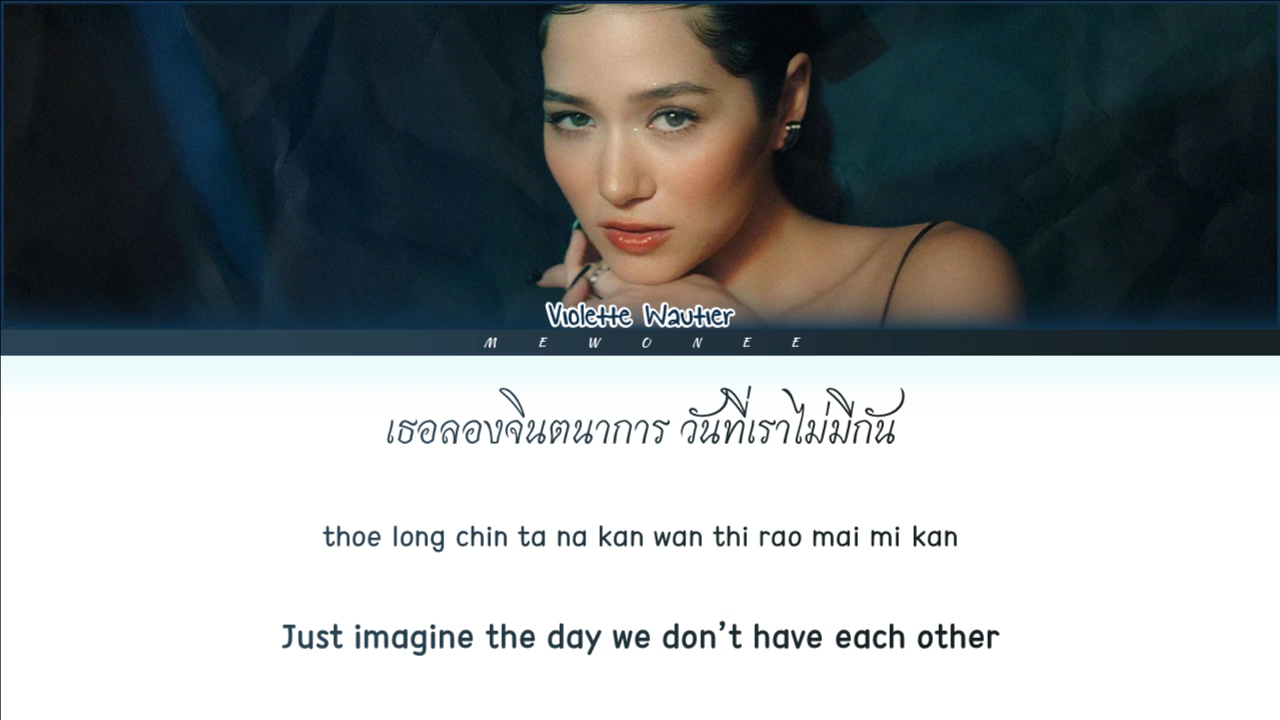 Violette Wautier
MEWONEE
เธอลองจินตนาการ วันที่เราไม่มีกัน
thoe long chin ta na kan wan thi rao mai mi kan
Just imagine the day we don’t have each other